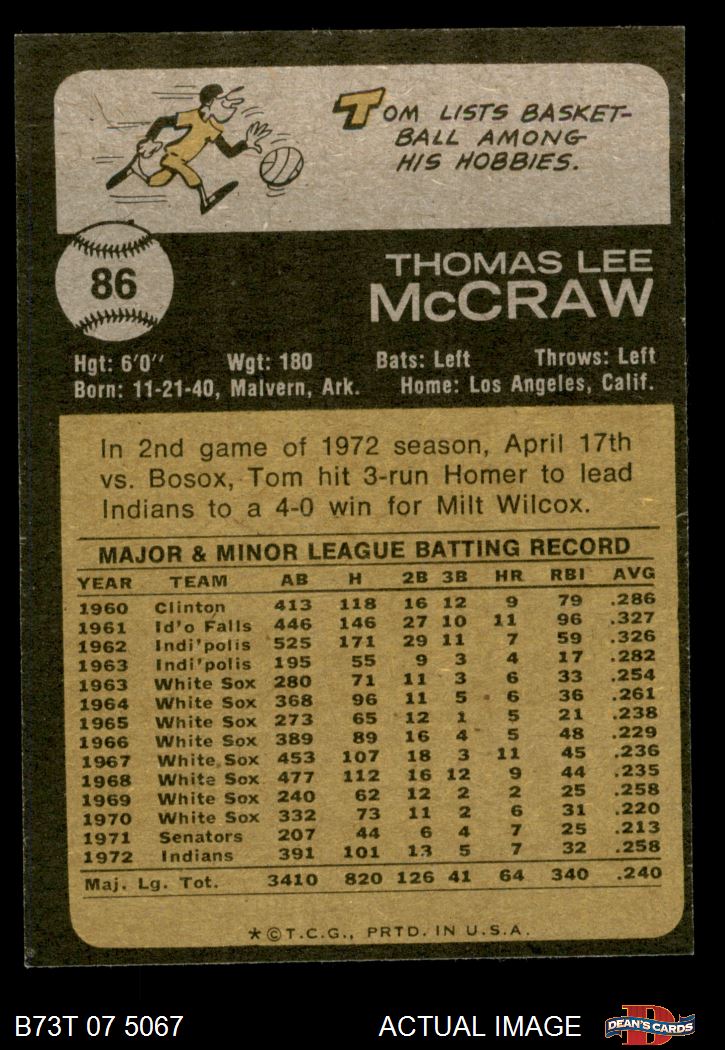 TOM LISTS BASKET-
BALL AMONG
HIS HOBBIES.
86
THOMAS LEE
McCRAW
Hgt: 6'0" Wgt: 180 Bats: Left Throws: Left
Born: 11-21-40, Malvern, Ark. Home: Los Angeles, Calif.
In 2nd game of 1972 season, April 17th
vs. Bosox, Tom hit 3-run Homer to lead
Indians to a 4-0 win for Milt Wilcox.
MAJOR & MINOR LEAGUE BATTING RECORD
YEAR TEAM AB H 2B 3B HR RBI AVG
1960 Clinton 413 118 16 12 9 79 .286
1961 Id'o Falls 446 146 27 10 11 96 .327
1962 Indi'polis 525 171 29 11 7 59 .326
1963 Indi'polis 195 55 9 3 4 17 .282
1963 White Sox 280 71 11 3 6 33 .254
1964 White Sox 368 96 11 5 6 36 .261
1965 White Sox 273 65 12 1 5 21 .238
1966 White Sox 389 89 16 4 5 48 .229
1967 White Sox 453 107 18 3 11 45 .236
1968 White Sox 477 112 16 12 9 44 .235
1969 White Sox 240 62 12 2 2 25 .258
1970 White Sox 332 73 11 2 6 31 .220
1971 Senators 207 44 6 4 7 25 .213
1972 Indians 391 101 13 5 7 32 .258
Maj. Lg. Tot. 3410 820 126 41 64 340 .240
*©T.C.G., PRTD. IN U.S.A.
B73T 07 5067 ACTUAL IMAGE D DEAN'S CARDS